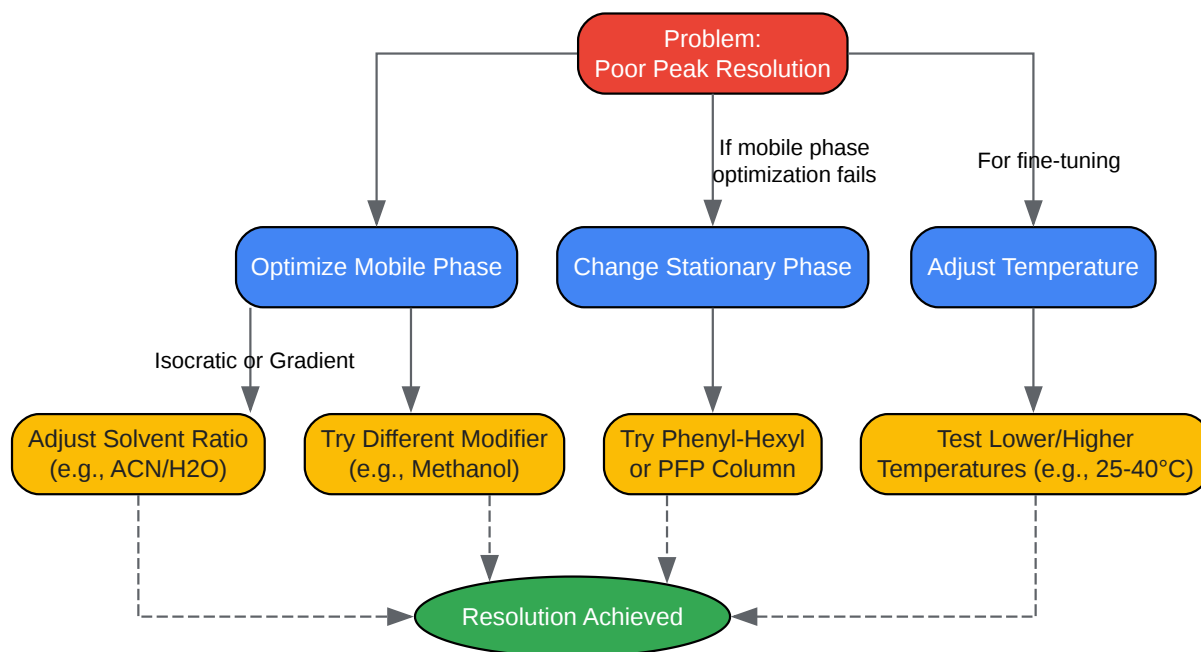 Problem:
Poor Peak Resolution
If mobile phase
optimization fails
For fine-tuning
Optimize Mobile Phase
Change Stationary Phase
Adjust Temperature
Isocratic or Gradient
Adjust Solvent Ratio
(e.g., ACN/H2O)
Try Different Modifier
(e.g., Methanol)
Try Phenyl-Hexyl
or PFP Column
Test Lower/Higher
Temperatures (e.g., 25-40°C)
Resolution Achieved